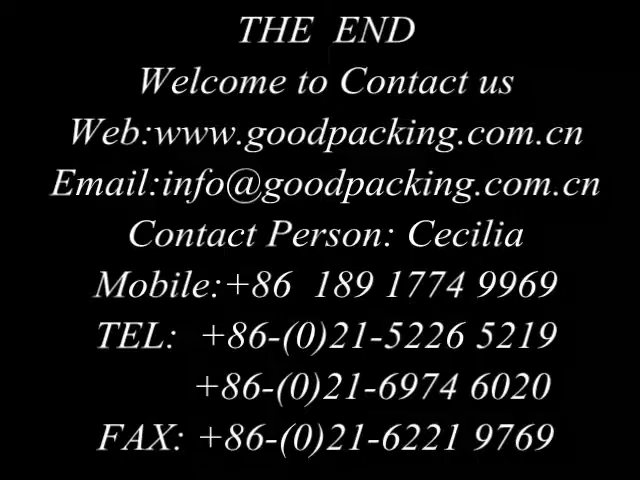 THE END
Welcome to Contact us
Web:www.goodpacking.com.cn
Email:info@goodpacking.com.cn
Contact Person: Cecilia
Mobile:+86 189 1774 9969
TEL: +86-(0)21-5226 5219
+86-(0)21-6974 6020
FAX: +86-(0)21-6221 9769